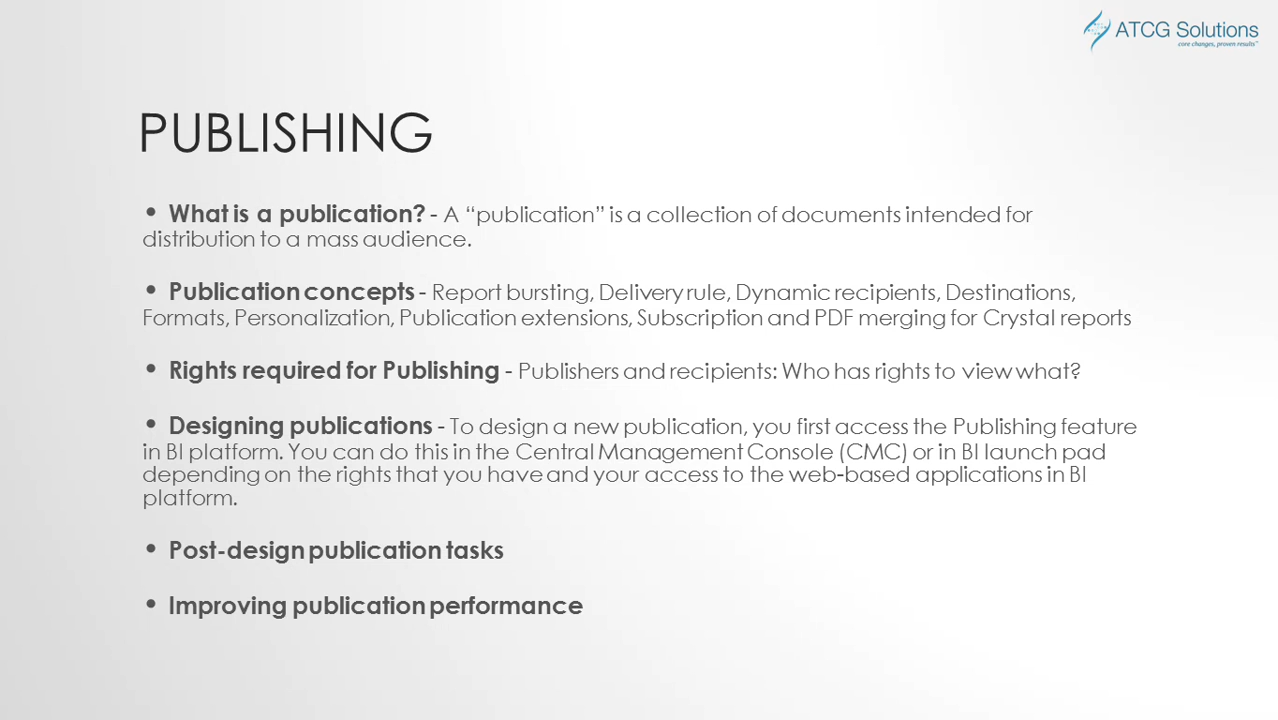 ATCG Solutions
core changes, proven results™
PUBLISHING
• What is a publication? - A “publication” is a collection of documents intended for
distribution to a mass audience.
• Publication concepts - Report bursting, Delivery rule, Dynamic recipients, Destinations,
Formats, Personalization, Publication extensions, Subscription and PDF merging for Crystal reports
• Rights required for Publishing - Publishers and recipients: Who has rights to view what?
• Designing publications - To design a new publication, you first access the Publishing feature
in BI platform. You can do this in the Central Management Console (CMC) or in BI launch pad
depending on the rights that you have and your access to the web-based applications in BI
platform.
• Post-design publication tasks
• Improving publication performance